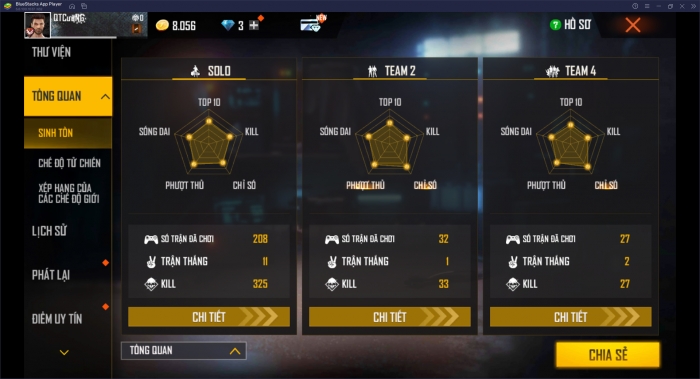 BlueStacks App Player
QTCườNG
8.056
3
NEW
? HỒ SƠ
THƯ VIỆN
TỔNG QUAN
SINH TỒN
CHẾ ĐỘ TỬ CHIẾN
XẾP HẠNG CỦA
CÁC CHẾ ĐỘ GIỚI
LỊCH SỬ
PHÁT LẠI
ĐIỂM UY TÍN
SOLO
TOP 10
SỐNG DAI
KILL
PHƯỢT THỦ
CHỈ SỐ
SỐ TRẬN ĐÃ CHƠI 208
TRẬN THẮNG 11
KILL 325
CHI TIẾT
TEAM 2
TOP 10
SỐNG DAI
KILL
PHƯỢT THỦ
CHỈ SỐ
SỐ TRẬN ĐÃ CHƠI 32
TRẬN THẮNG 1
KILL 33
CHI TIẾT
TEAM 4
TOP 10
SỐNG DAI
KILL
PHƯỢT THỦ
CHỈ SỐ
SỐ TRẬN ĐÃ CHƠI 27
TRẬN THẮNG 2
KILL 27
CHI TIẾT
TỔNG QUAN
CHIA SẺ